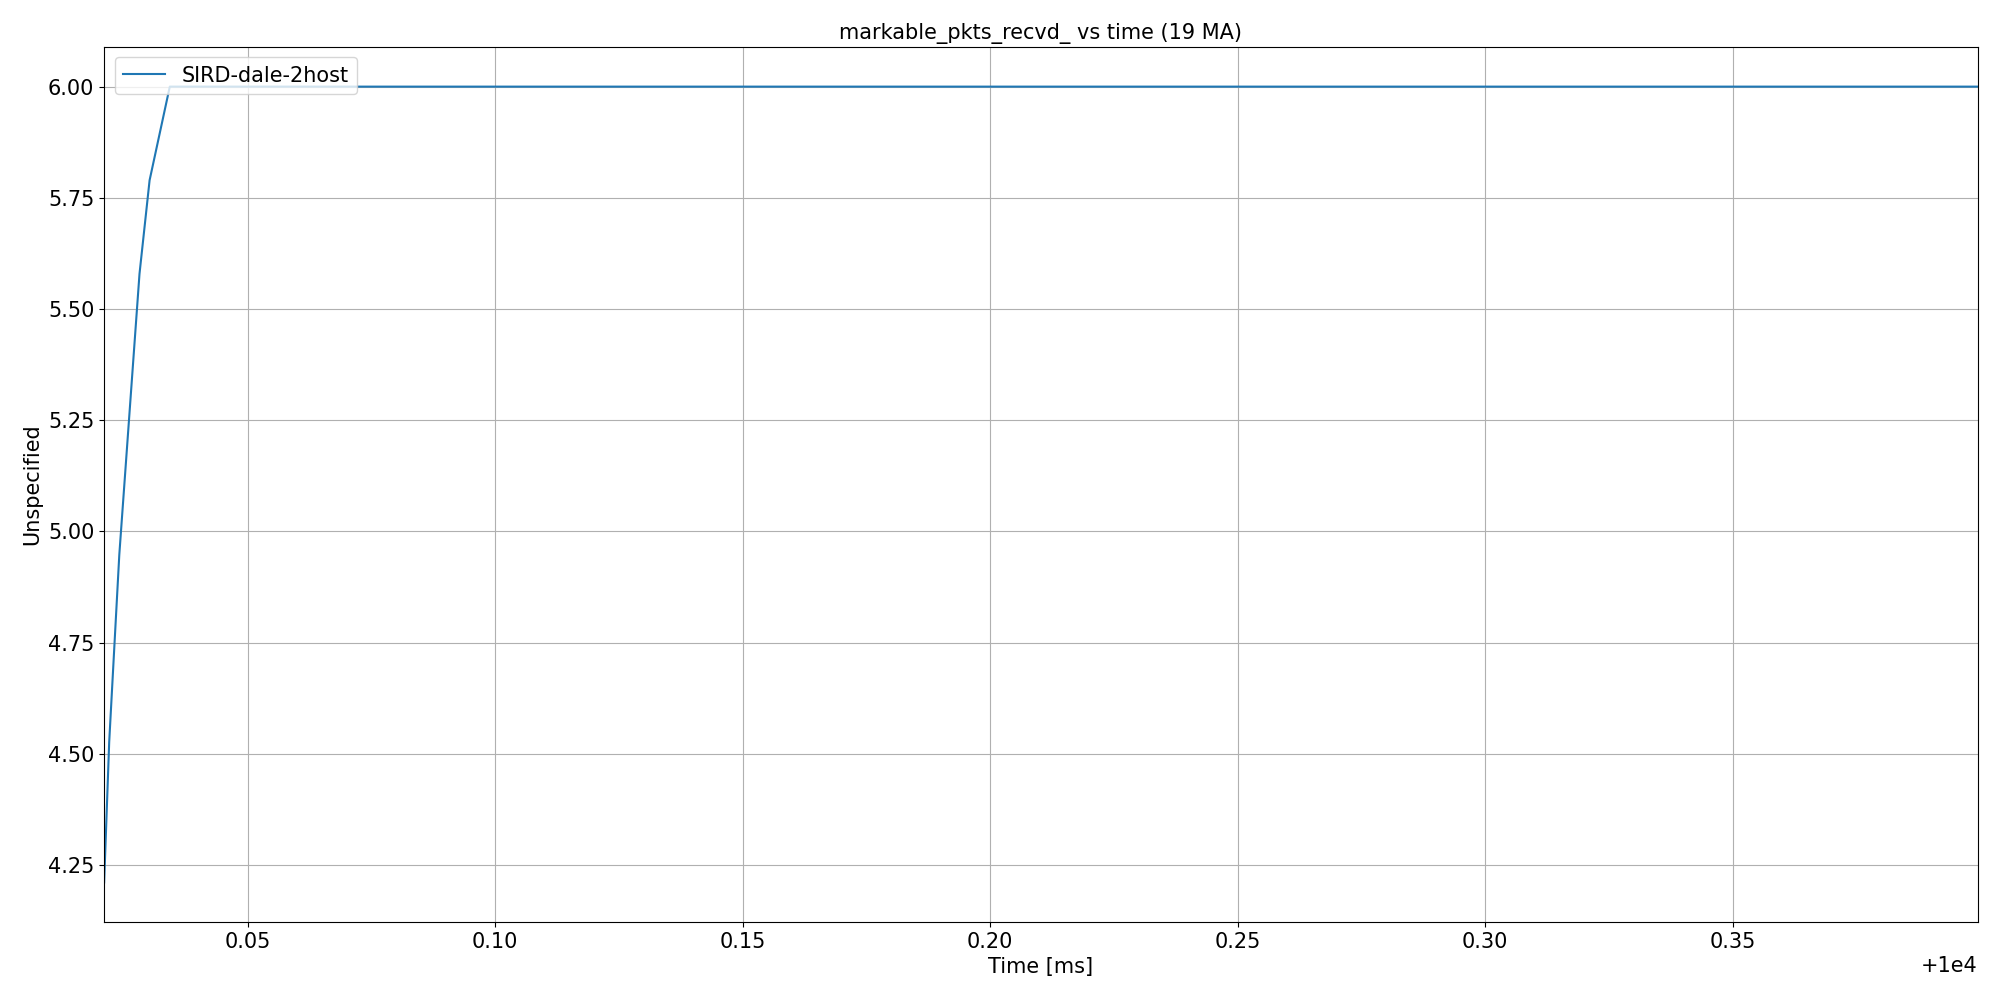 markable_pkts_recvd_ vs time (19 MA)
SIRD-dale-2host
6.00
5.75
5.50
5.25
5.00
4.75
4.50
4.25
Unspecified
0.05 0.10 0.15 0.20 0.25 0.30 0.35
Time [ms]
+1e4